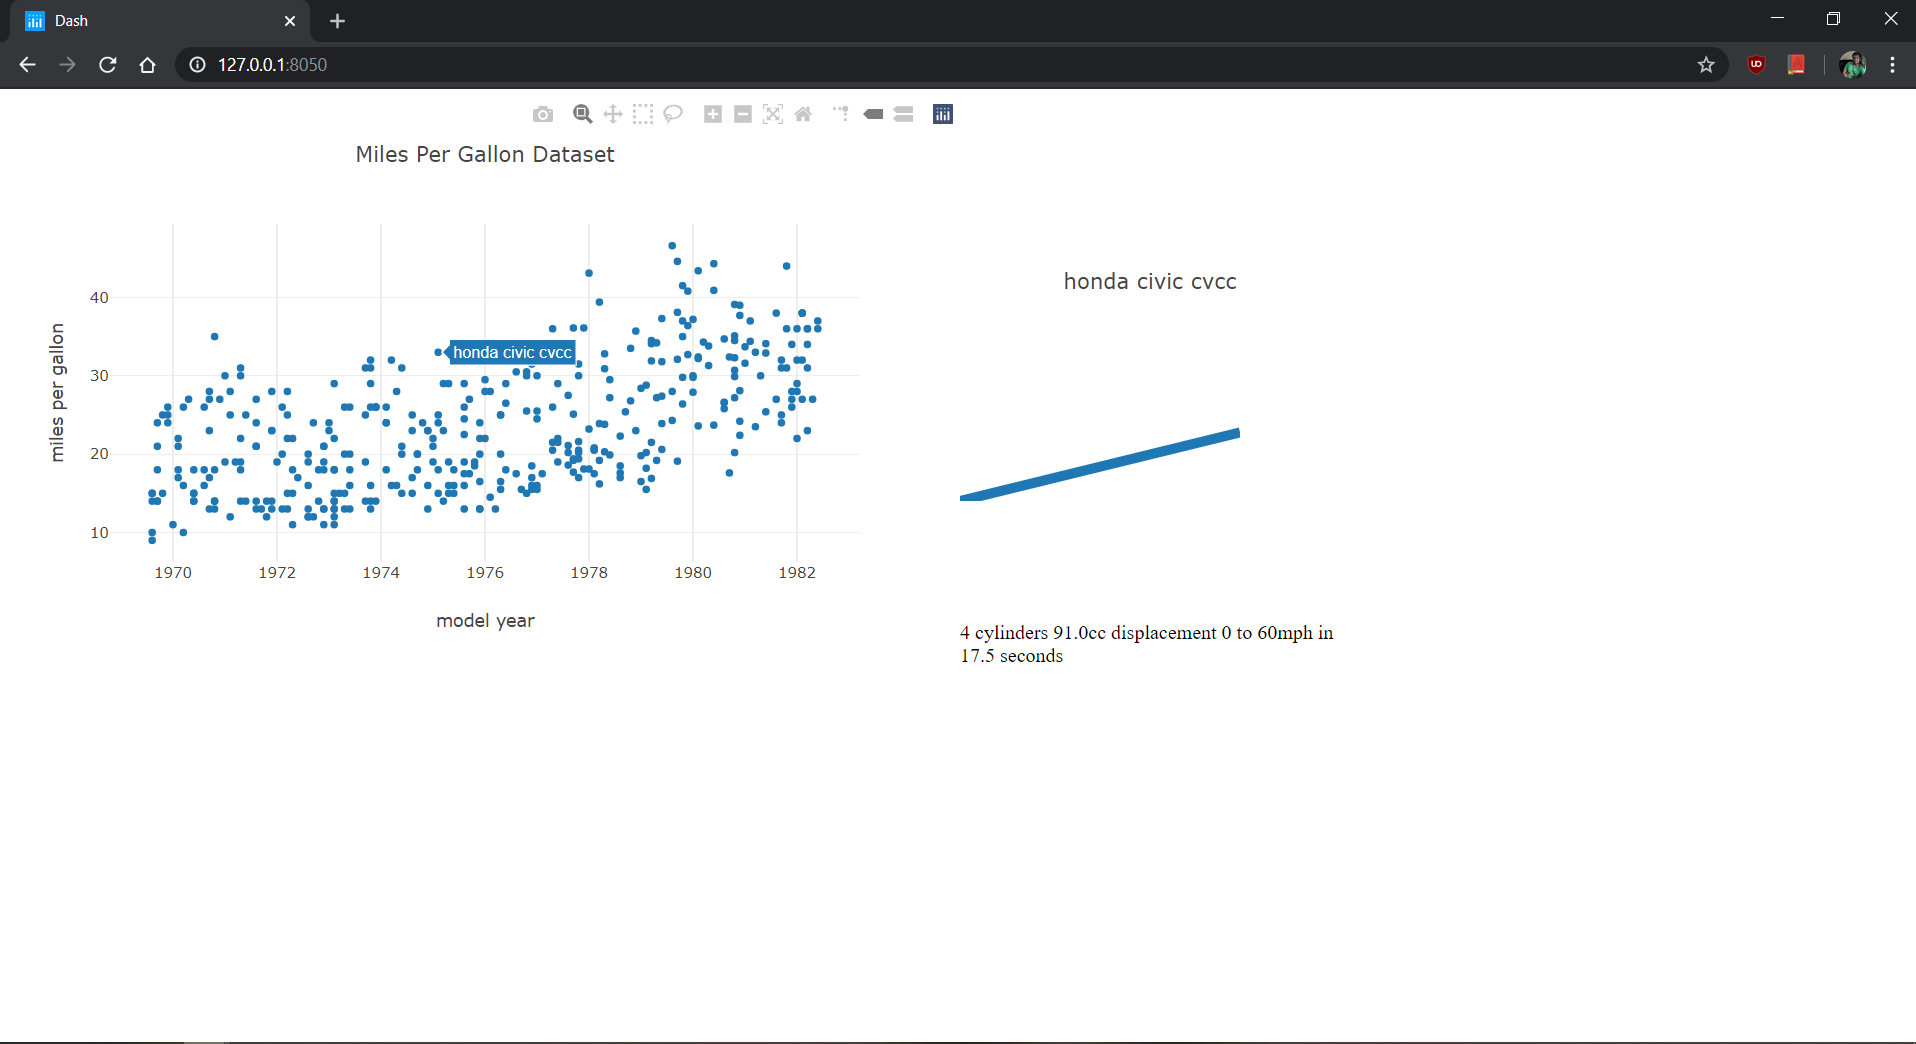 Dash
127.0.0.1:8050
UD
Miles Per Gallon Dataset
miles per gallon
40
30
20
10
honda civic cvcc
1970 1972 1974 1976 1978 1980 1982
model year
honda civic cvcc
4 cylinders 91.0cc displacement 0 to 60mph in
17.5 seconds